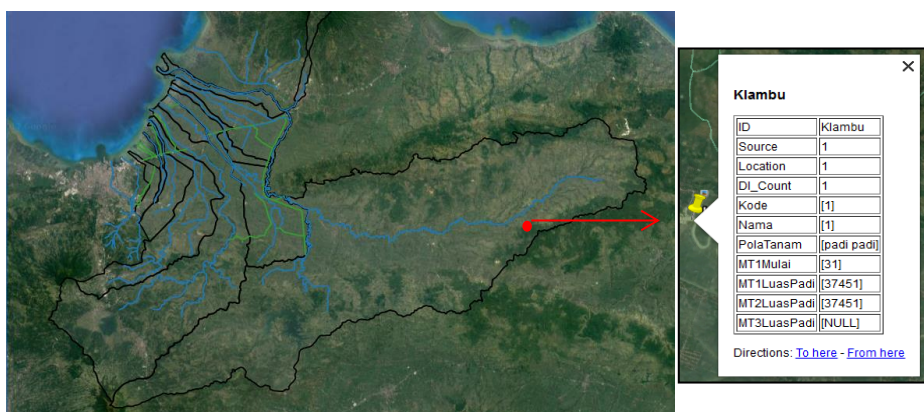 Klambu
ID Klambu
Source 1
Location 1
DI_Count 1
Kode [1]
Nama [1]
PolaTanam [padi padi]
MT1Mulai [31]
MT1LuasPadi [37451]
MT2LuasPadi [37451]
MT3LuasPadi [NULL]
Directions: To here - From here